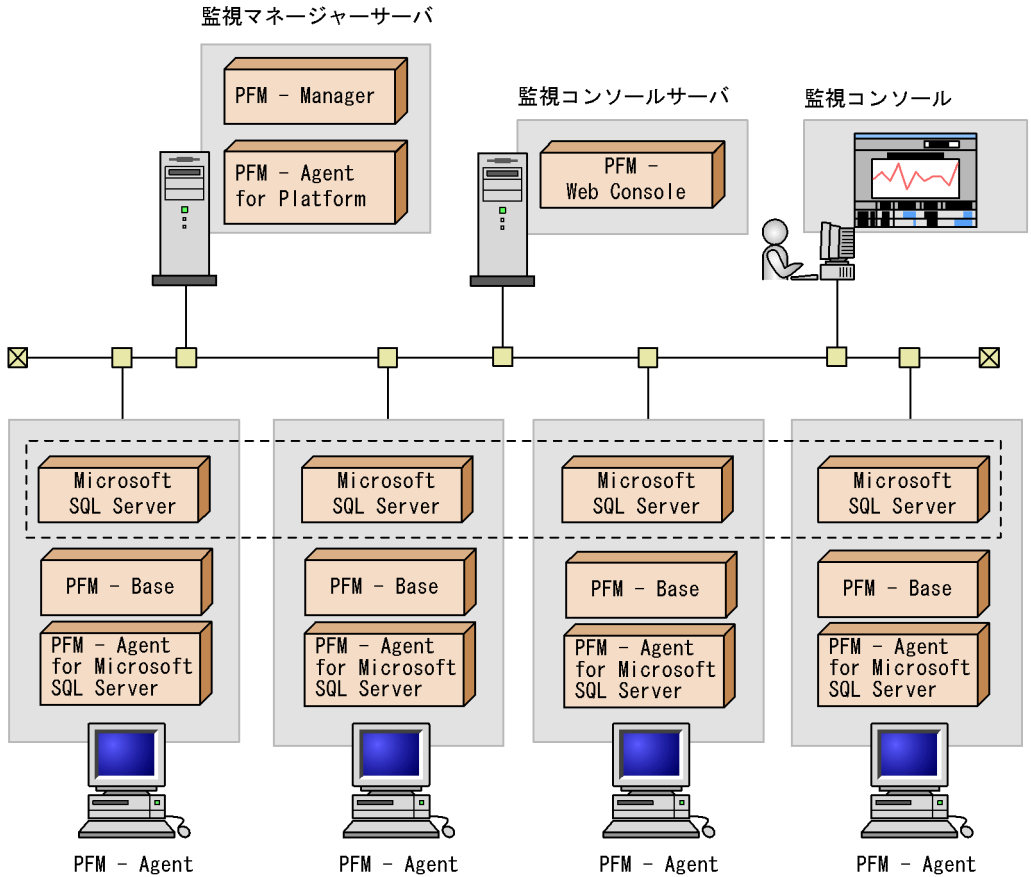 監視マネージャーサーバ
PFM － Manager
PFM － Agent
for Platform
監視コンソールサーバ
PFM －
Web Console
監視コンソール
Microsoft
SQL Server
Microsoft
SQL Server
Microsoft
SQL Server
Microsoft
SQL Server
PFM － Base
PFM － Base
PFM － Base
PFM － Base
PFM － Agent
for Microsoft
SQL Server
PFM － Agent
for Microsoft
SQL Server
PFM － Agent
for Microsoft
SQL Server
PFM － Agent
for Microsoft
SQL Server
PFM － Agent
PFM － Agent
PFM － Agent
PFM － Agent